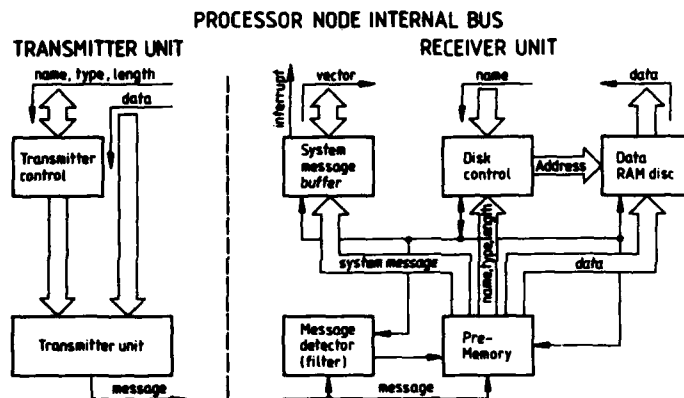 PROCESSOR NODE INTERNAL BUS
TRANSMITTER UNIT
RECEIVER UNIT
name, type, length
data
interrupt
vector
name
data
Transmitter
control
System
message
buffer
Disk
control
Address
Data
RAM disc
system message
name,type,length
data
Transmitter unit
Message
detector
(filter)
Pre-
Memory
message
message